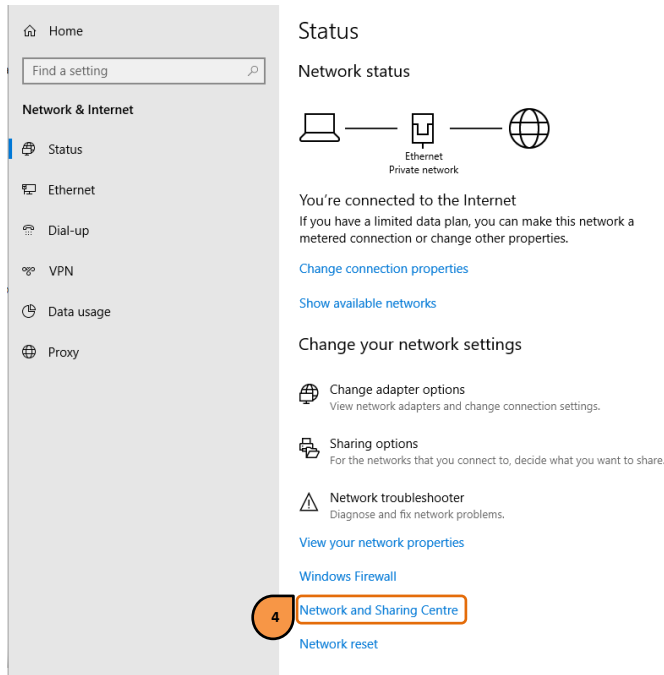 Home
Find a setting
Network & Internet
Status
Ethernet
Dial-up
VPN
Data usage
Proxy
Status
Network status
Ethernet
Private network
You're connected to the Internet
If you have a limited data plan, you can make this network a
metered connection or change other properties.
Change connection properties
Show available networks
Change your network settings
Change adapter options
View network adapters and change connection settings.
Sharing options
For the networks that you connect to, decide what you want to share.
Network troubleshooter
Diagnose and fix network problems.
View your network properties
Windows Firewall
4
Network and Sharing Centre
Network reset